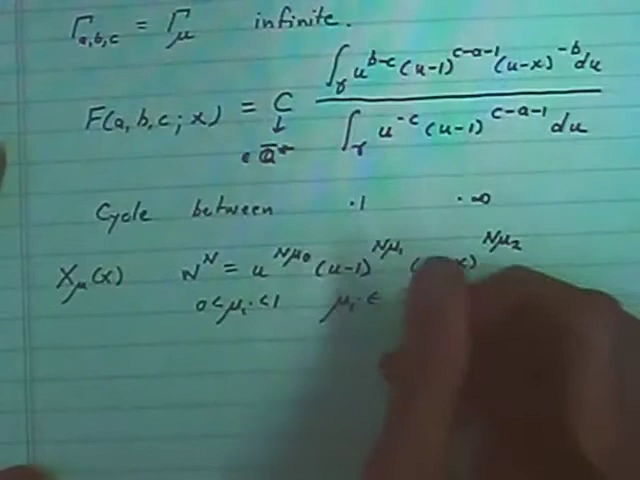 Γ_{a,b,c} = Γ_μ infinite.
F(a,b,c;x) = C \frac{∫_γ u^{b-c} (u-1)^{c-a-1} (u-x)^{-b} du}{∫_γ u^{-c} (u-1)^{c-a-1} du}
↓
Cycle between ·1 ·∞
X_μ(x) w^N = u^{Nμ_0} (u-1)^{Nμ_1} ( x)^{Nμ_2}
0<μ_i<1 μ_i ∈